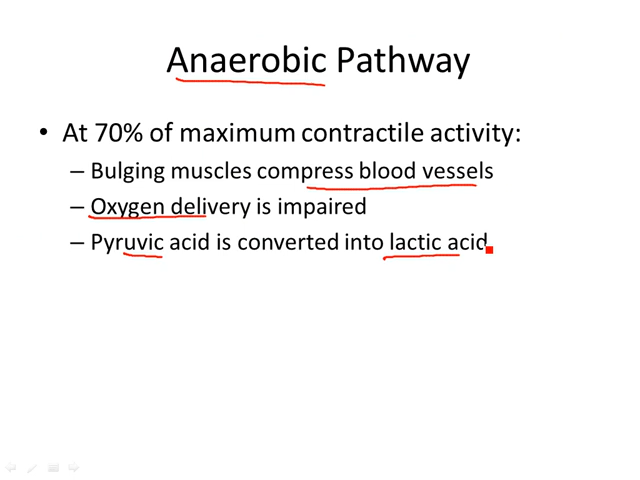 Anaerobic Pathway
• At 70% of maximum contractile activity:
– Bulging muscles compress blood vessels
– Oxygen delivery is impaired
– Pyruvic acid is converted into lactic acid